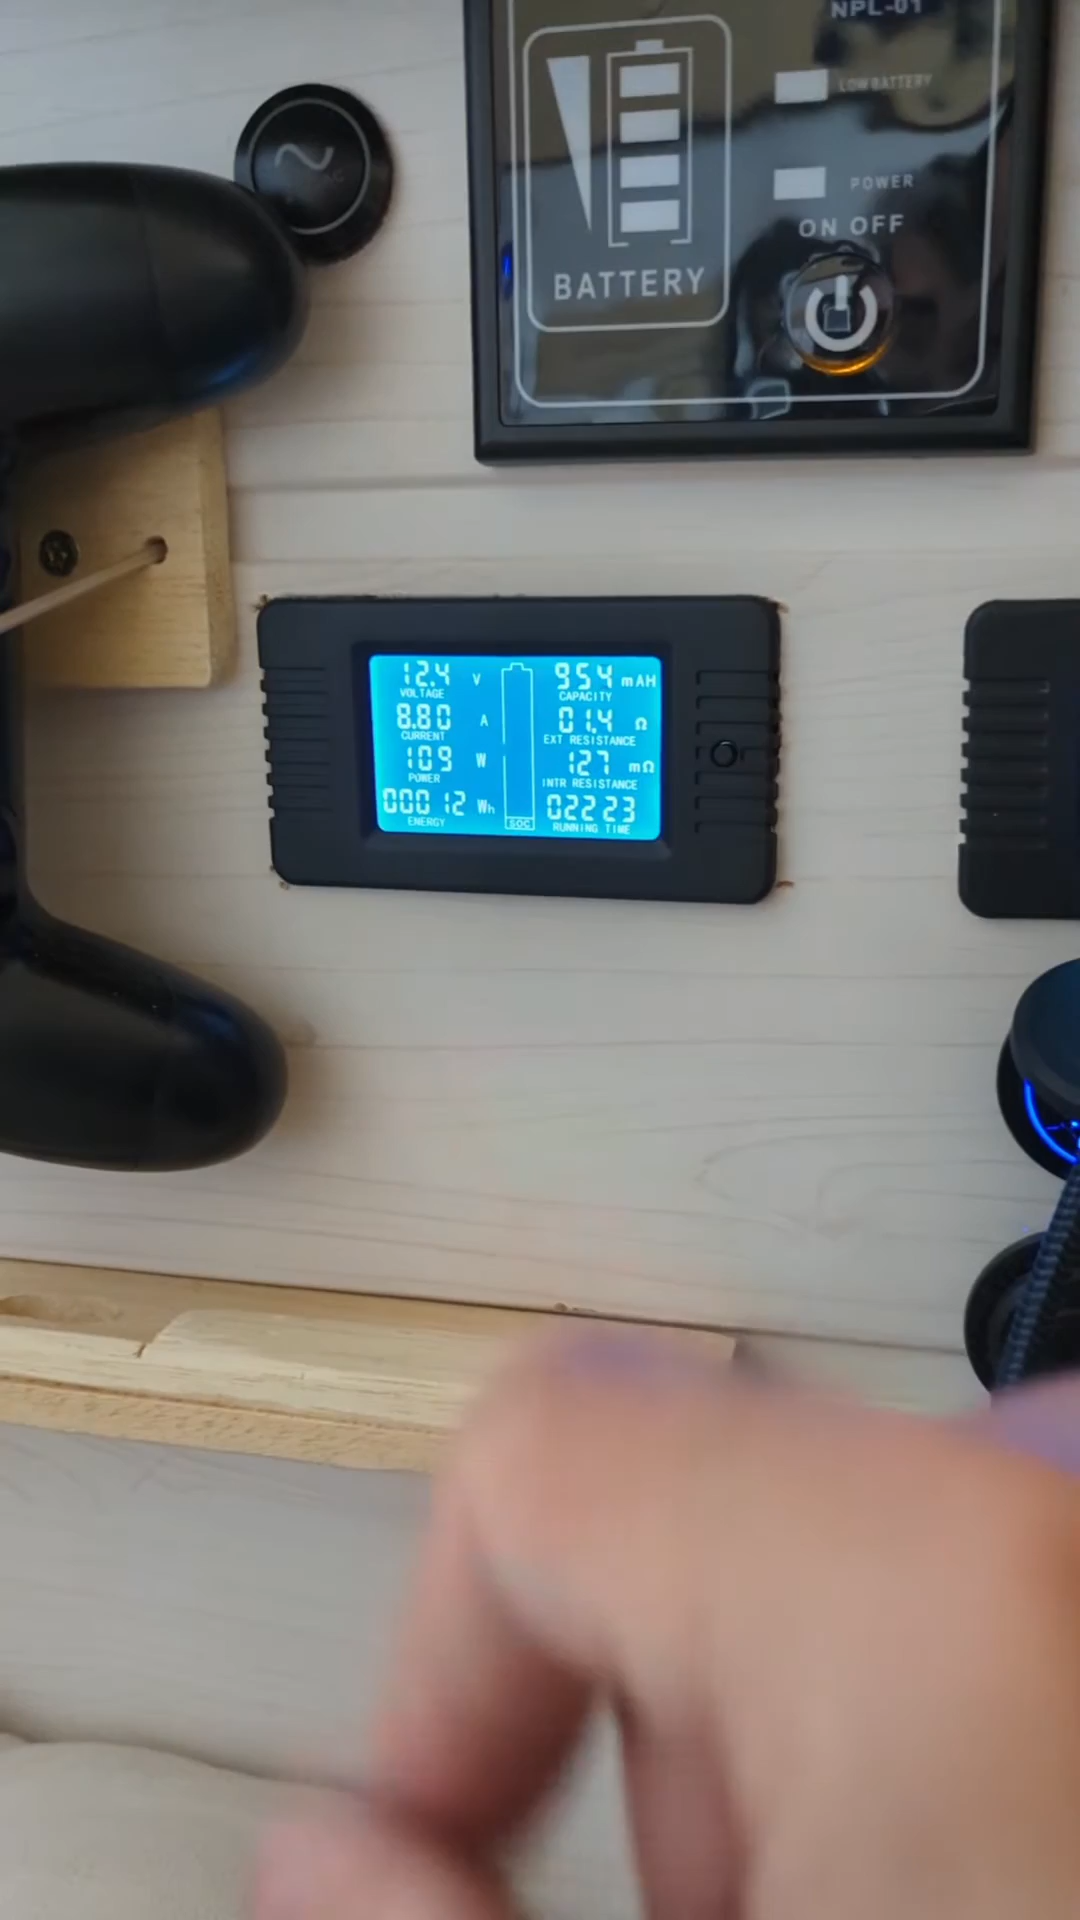 NPL-01
LOW BATTERY
POWER
ON OFF
BATTERY
12.4 V
VOLTAGE
8.80 A
CURRENT
109 W
POWER
00012 Wh
ENERGY
SOC
954 mAH
CAPACITY
01.4 Ω
EXT RESISTANCE
127 mΩ
INTR RESISTANCE
02223
RUNNING TIME